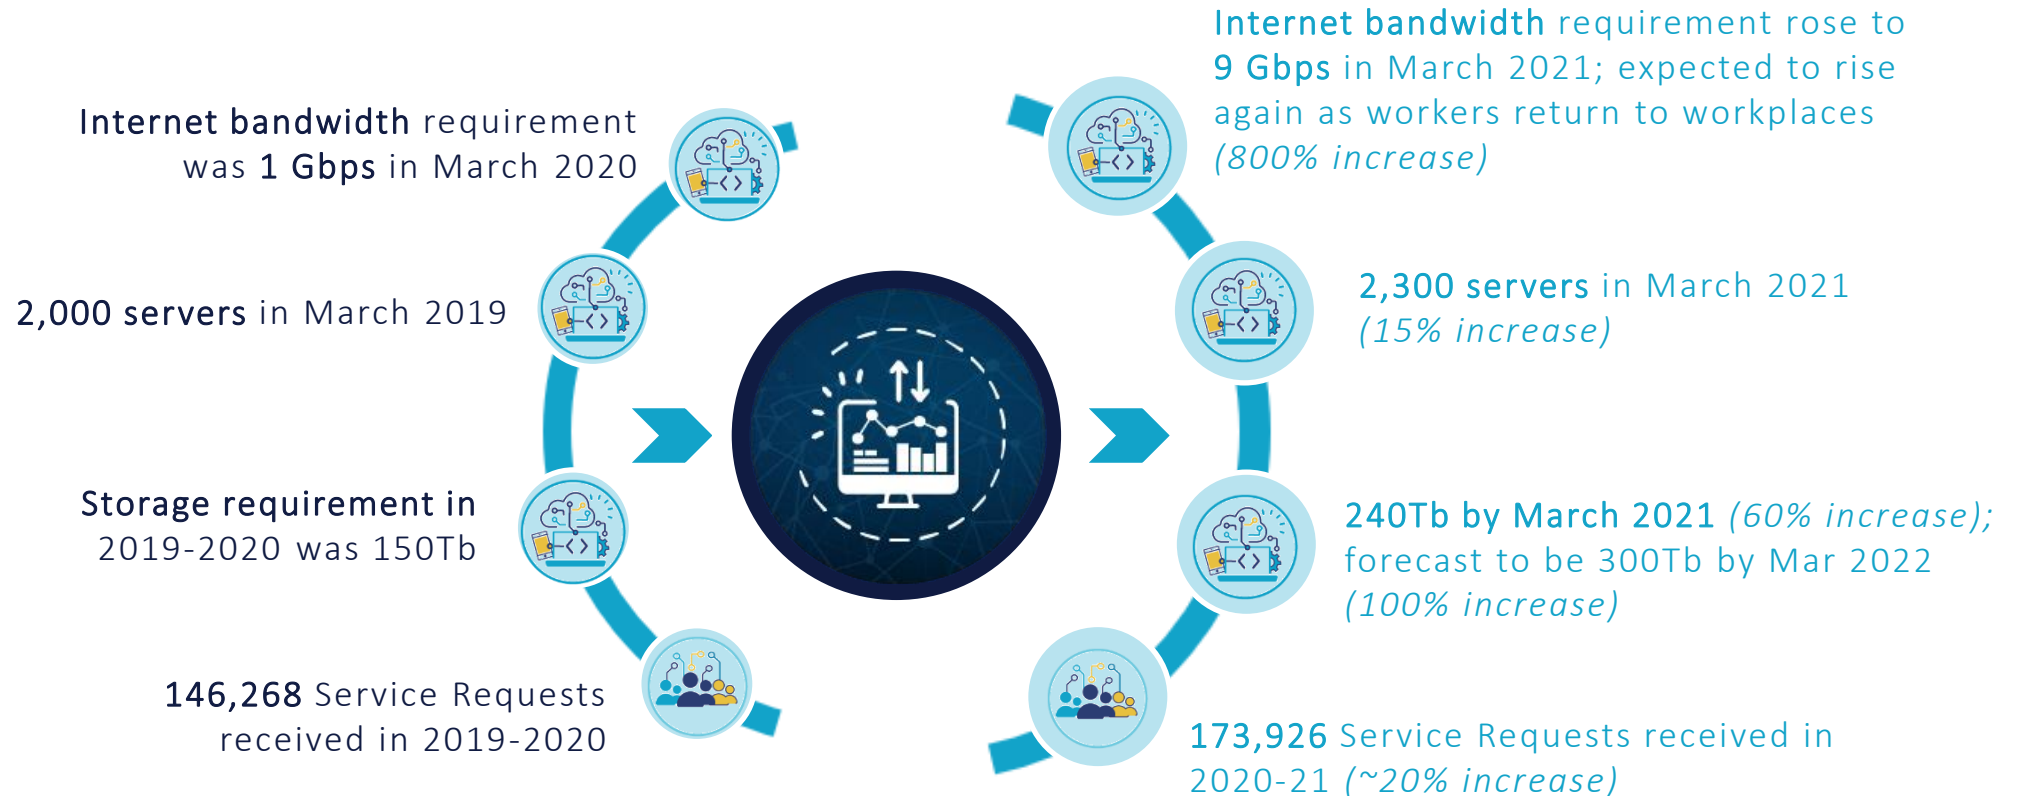 Internet bandwidth requirement
was 1 Gbps in March 2020
2,000 servers in March 2019
Storage requirement in
2019-2020 was 150Tb
146,268 Service Requests
received in 2019-2020
Internet bandwidth requirement rose to
9 Gbps in March 2021; expected to rise
again as workers return to workplaces
(800% increase)
2,300 servers in March 2021
(15% increase)
240Tb by March 2021 (60% increase);
forecast to be 300Tb by Mar 2022
(100% increase)
173,926 Service Requests received in
2020-21 (~20% increase)